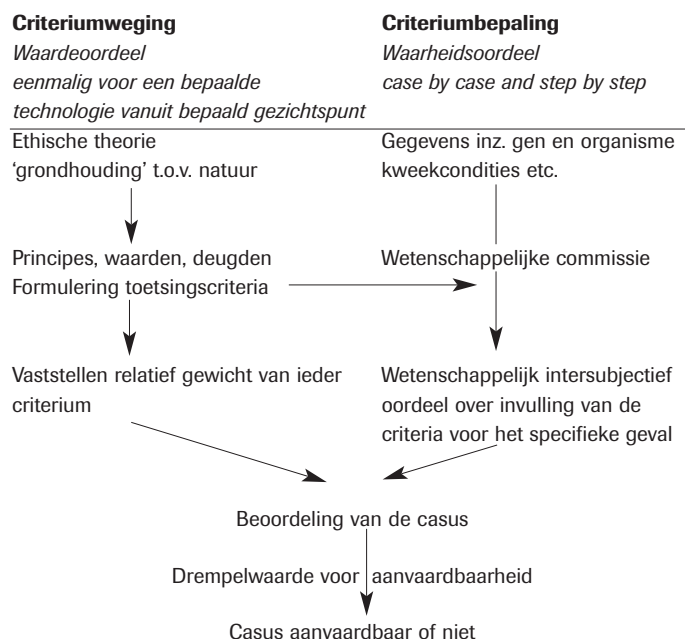 Criteriumweging
Waardeoordeel
eenmalig voor een bepaalde
technologie vanuit bepaald gezichtspunt
Criteriumbepaling
Waarheidsoordeel
case by case and step by step
Ethische theorie
‘grondhouding’ t.o.v. natuur
Gegevens inz. gen en organisme
kweekcondities etc.
Principes, waarden, deugden
Formulering toetsingscriteria
Wetenschappelijke commissie
Vaststellen relatief gewicht van ieder
criterium
Wetenschappelijk intersubjectief
oordeel over invulling van de
criteria voor het specifieke geval
Beoordeling van de casus
Drempelwaarde voor aanvaardbaarheid
Casus aanvaardbaar of niet